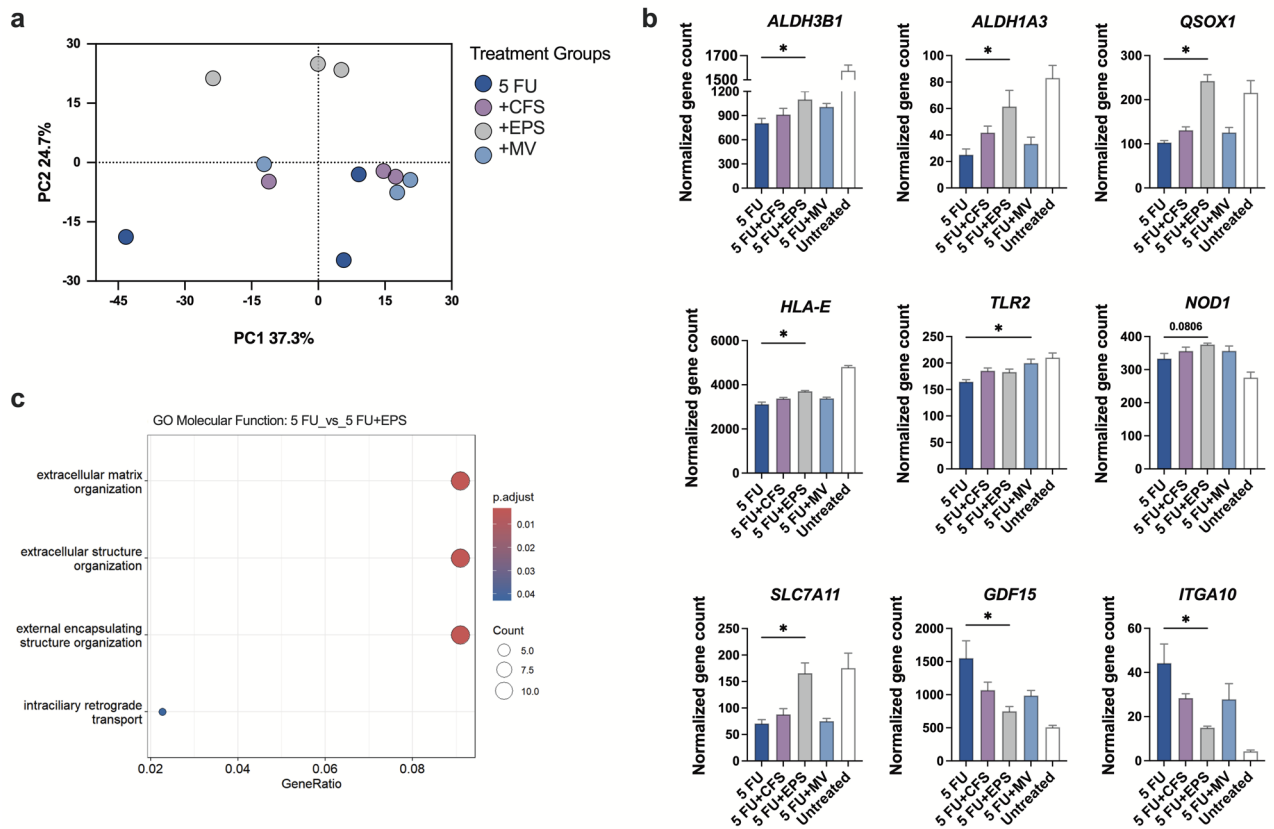 a
30
15
0
-15
-30
PC2 24.7%
-45
-30
-15
0
15
30
PC1 37.3%
Treatment Groups
5 FU
+CFS
+EPS
+MV
b
ALDH3B1
Normalized gene count
1700
1500
1200
900
600
300
0
*
5 FU
5 FU+CFS
5 FU+EPS
5 FU+MV
Untreated
ALDH1A3
Normalized gene count
100
80
60
40
20
0
*
5 FU
5 FU+CFS
5 FU+EPS
5 FU+MV
Untreated
QSOX1
Normalized gene count
300
200
100
0
*
5 FU
5 FU+CFS
5 FU+EPS
5 FU+MV
Untreated
HLA-E
Normalized gene count
6000
4000
2000
0
*
5 FU
5 FU+CFS
5 FU+EPS
5 FU+MV
Untreated
TLR2
Normalized gene count
250
200
150
100
50
0
*
5 FU
5 FU+CFS
5 FU+EPS
5 FU+MV
Untreated
NOD1
Normalized gene count
400
300
200
100
0
0.0806
5 FU
5 FU+CFS
5 FU+EPS
5 FU+MV
Untreated
SLC7A11
Normalized gene count
250
200
150
100
50
0
*
5 FU
5 FU+CFS
5 FU+EPS
5 FU+MV
Untreated
GDF15
Normalized gene count
2000
1500
1000
500
0
*
5 FU
5 FU+CFS
5 FU+EPS
5 FU+MV
Untreated
ITGA10
Normalized gene count
60
40
20
0
*
5 FU
5 FU+CFS
5 FU+EPS
5 FU+MV
Untreated
c
GO Molecular Function: 5 FU_vs_5 FU+EPS
extracellular matrix
organization
extracellular structure
organization
external encapsulating
structure organization
intraciliary retrograde
transport
0.02
0.04
0.06
0.08
GeneRatio
p.adjust
0.01
0.02
0.03
0.04
Count
5.0
7.5
10.0